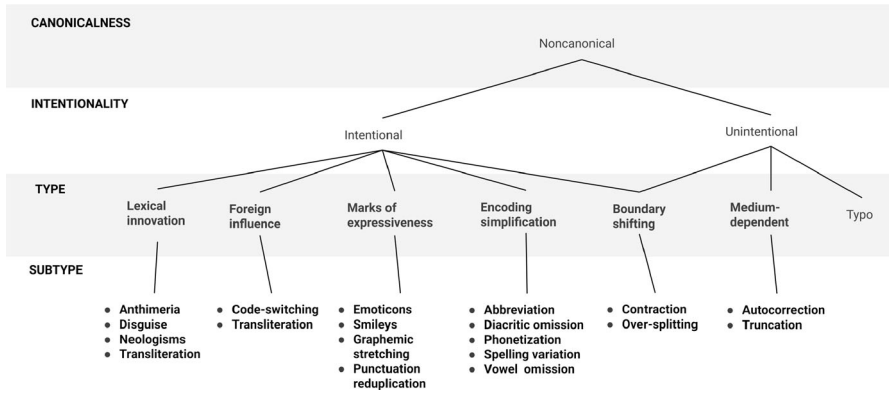 CANONICALNESS
Noncanonical
INTENTIONALITY
Intentional
Unintentional
TYPE
Lexical
innovation
Foreign
influence
Marks of
expressiveness
Encoding
simplification
Boundary
shifting
Medium-
dependent
Typo
SUBTYPE
● Anthimeria
● Disguise
● Neologisms
● Transliteration
● Code-switching
● Transliteration
● Emoticons
● Smileys
● Graphemic
stretching
● Punctuation
reduplication
● Abbreviation
● Diacritic omission
● Phonetization
● Spelling variation
● Vowel omission
● Contraction
● Over-splitting
● Autocorrection
● Truncation